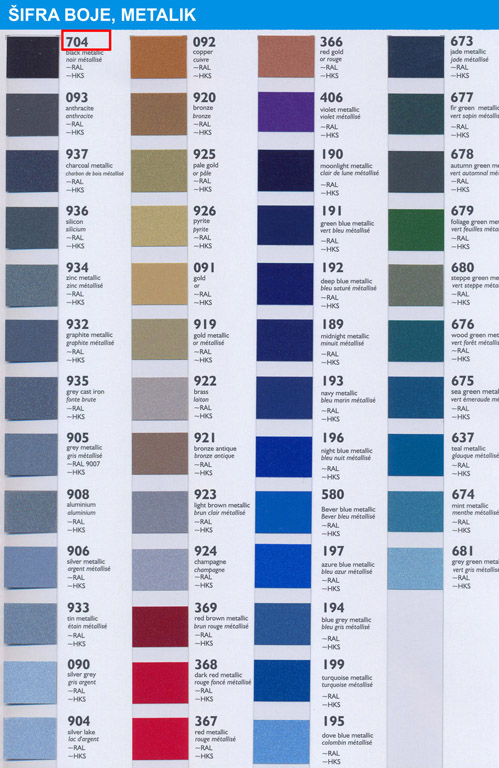 ŠIFRA BOJE, METALIK
704
black metallic
noir métallisé
~RAL
~HKS
093
anthracite
anthracite
~RAL
~HKS
937
charcoal metallic
charbon de bois métallisé
~RAL
~HKS
936
silicon
silicium
~RAL
~HKS
934
zinc metallic
zinc métallisé
~RAL
~HKS
932
graphite metallic
graphite métallisé
~RAL
~HKS
935
grey cast iron
fonte brute
~RAL
~HKS
905
grey metallic
gris métallisé
~RAL 9007
~HKS
908
aluminium
aluminium
~RAL
~HKS
906
silver metallic
argent métallisé
~RAL
~HKS
933
tin metallic
étain métallisé
~RAL
~HKS
090
silver grey
gris argent
~RAL
~HKS
904
silver lake
lac d'argent
~RAL
~HKS
092
copper
cuivre
~RAL
~HKS
920
bronze
bronze
~RAL
~HKS
925
pale gold
or pâle
~RAL
~HKS
926
pyrite
pyrite
~RAL
~HKS
091
gold
or
~RAL
~HKS
919
gold metallic
or métallisé
~RAL
~HKS
922
brass
laiton
~RAL
~HKS
921
bronze antique
bronze antique
~RAL
~HKS
923
light brown metallic
brun clair métallisé
~RAL
~HKS
924
champagne
champagne
~RAL
~HKS
369
red brown metallic
brun rouge métallisé
~RAL
~HKS
368
dark red metallic
rouge foncé métallisé
~RAL
~HKS
367
red metallic
rouge métallisé
~RAL
~HKS
366
red gold
or rouge
~RAL
~HKS
406
violet metallic
violet métallisé
~RAL
~HKS
190
moonlight metallic
clair de lune métallisé
~RAL
~HKS
191
green blue metallic
vert bleu métallisé
~RAL
~HKS
192
deep blue metallic
bleu saturé métallisé
~RAL
~HKS
189
midnight metallic
minuit métallisé
~RAL
~HKS
193
navy metallic
bleu marin métallisé
~RAL
~HKS
196
night blue metallic
bleu nuit métallisé
~RAL
~HKS
580
Bever blue metallic
Bever bleu métallisé
~RAL
~HKS
197
azure blue metallic
bleu azur métallisé
~RAL
~HKS
194
blue grey metallic
bleu gris métallisé
~RAL
~HKS
199
turquoise metallic
turquoise métallisé
~RAL
~HKS
195
dove blue metallic
colombin métallisé
~RAL
~HKS
673
jade metallic
jade métallisé
~RAL
~HKS
677
fir green metallic
vert sapin métallisé
~RAL
~HKS
678
autumn green me
vert automnal mé
~RAL
~HKS
679
foliage green met
vert feuilles méta
~RAL
~HKS
680
steppe green me
vert steppe méta
~RAL
~HKS
676
wood green met
vert forêt métallis
~RAL
~HKS
675
sea green metal
vert émeraude m
~RAL
~HKS
637
teal metallic
glauque métallisé
~RAL
~HKS
674
mint metallic
menthe métallisé
~RAL
~HKS
681
grey green meta
vert gris métallisé
~RAL
~HKS